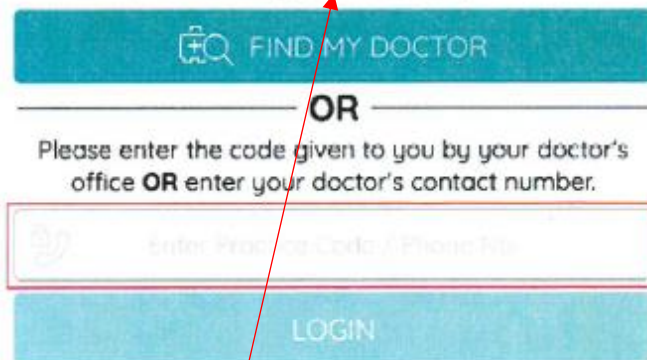 FIND MY DOCTOR
OR
Please enter the code given to you by your doctor's
office OR enter your doctor's contact number.
Enter Practice Code / Phone No
LOGIN